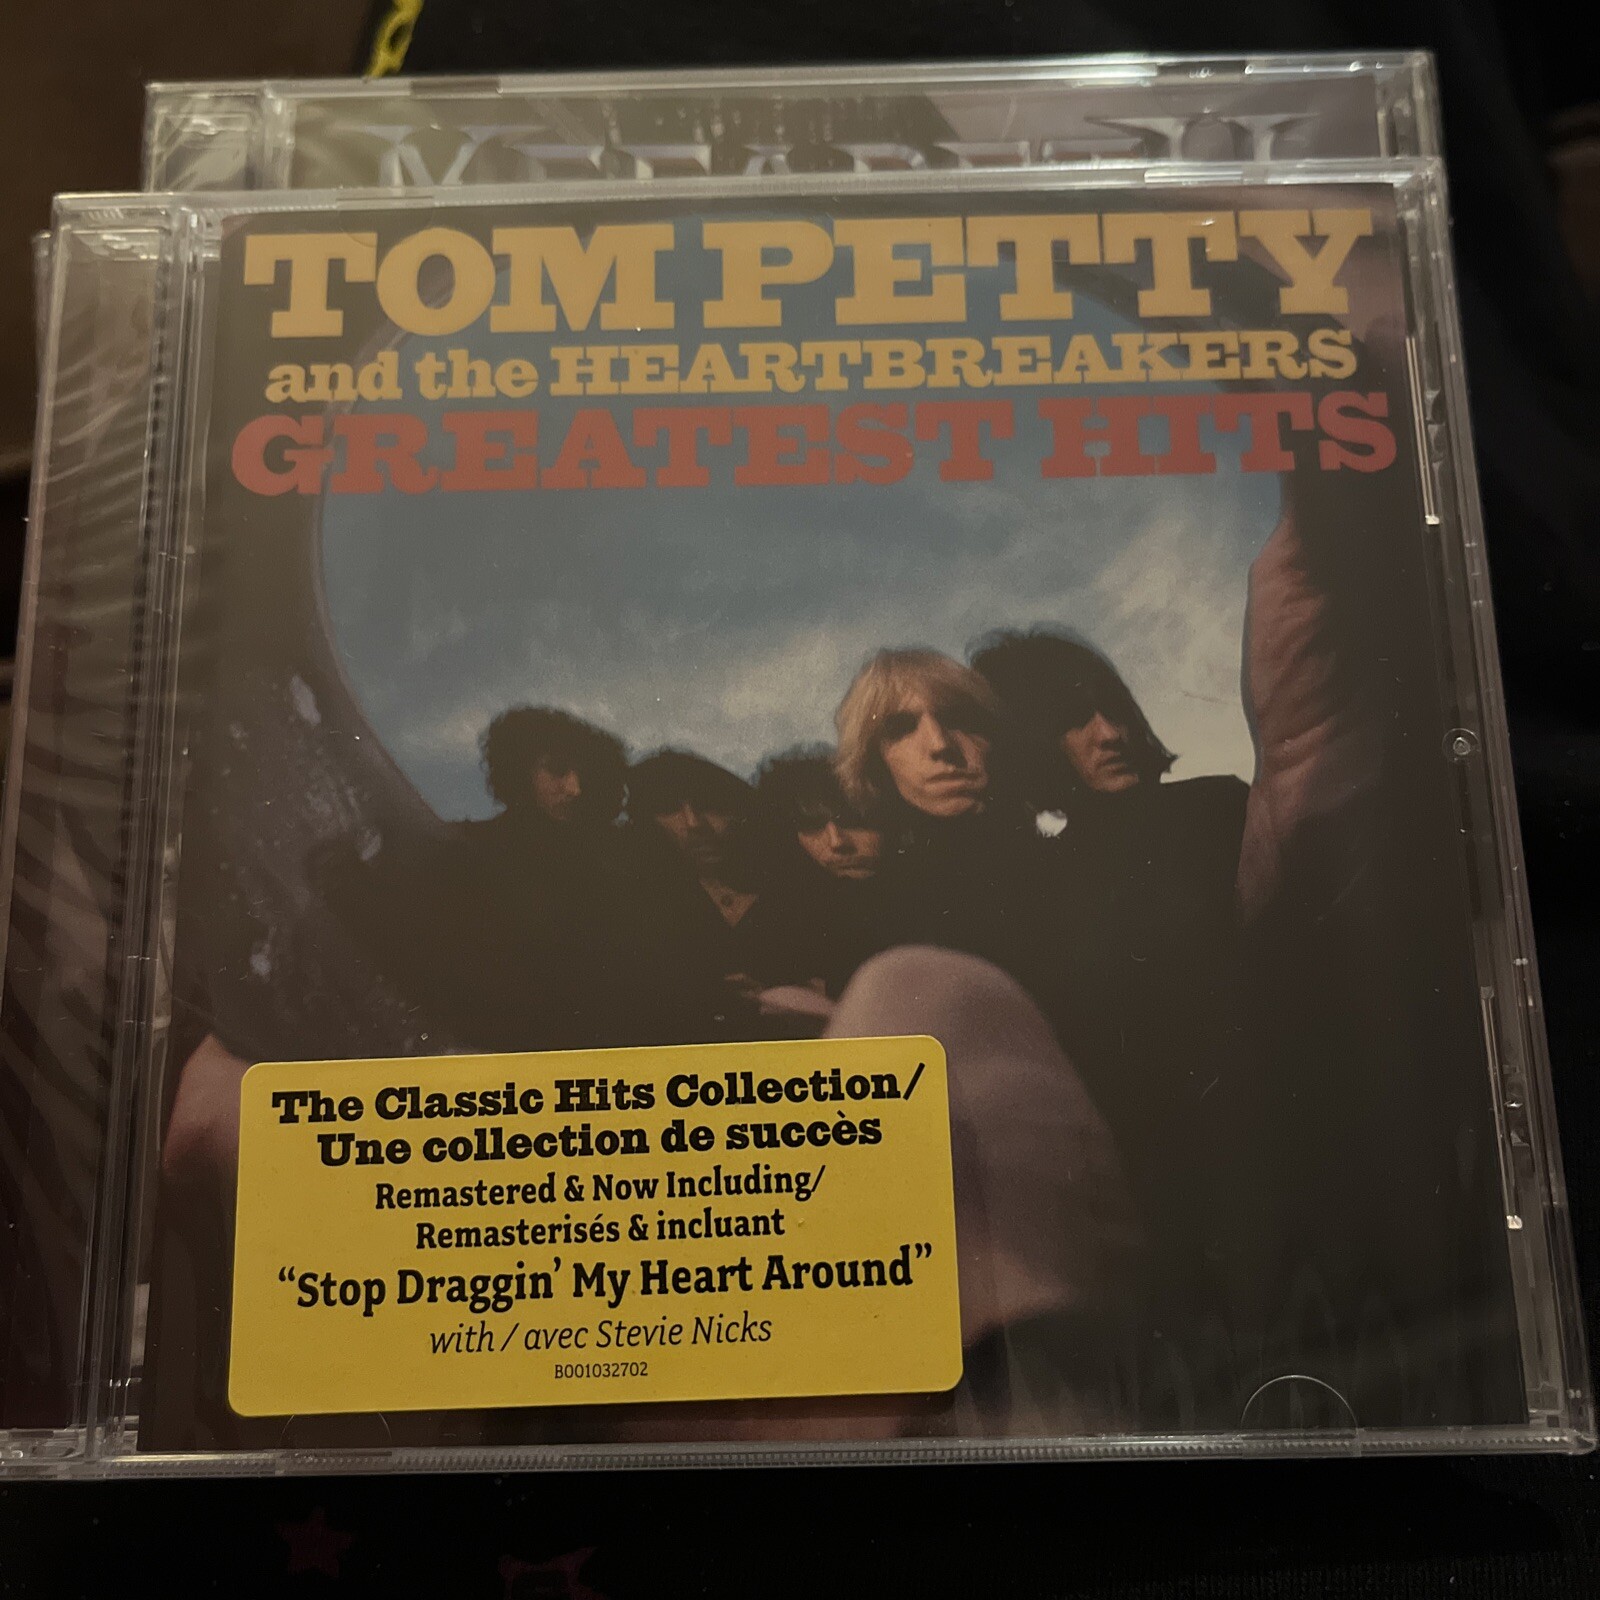 TOM PETTY
and the HEARTBREAKERS
GREATEST HITS
The Classic Hits Collection/
Une collection de succès
Remastered & Now Including/
Remasterisés & incluant
“Stop Draggin’ My Heart Around”
with / avec Stevie Nicks
B001032702